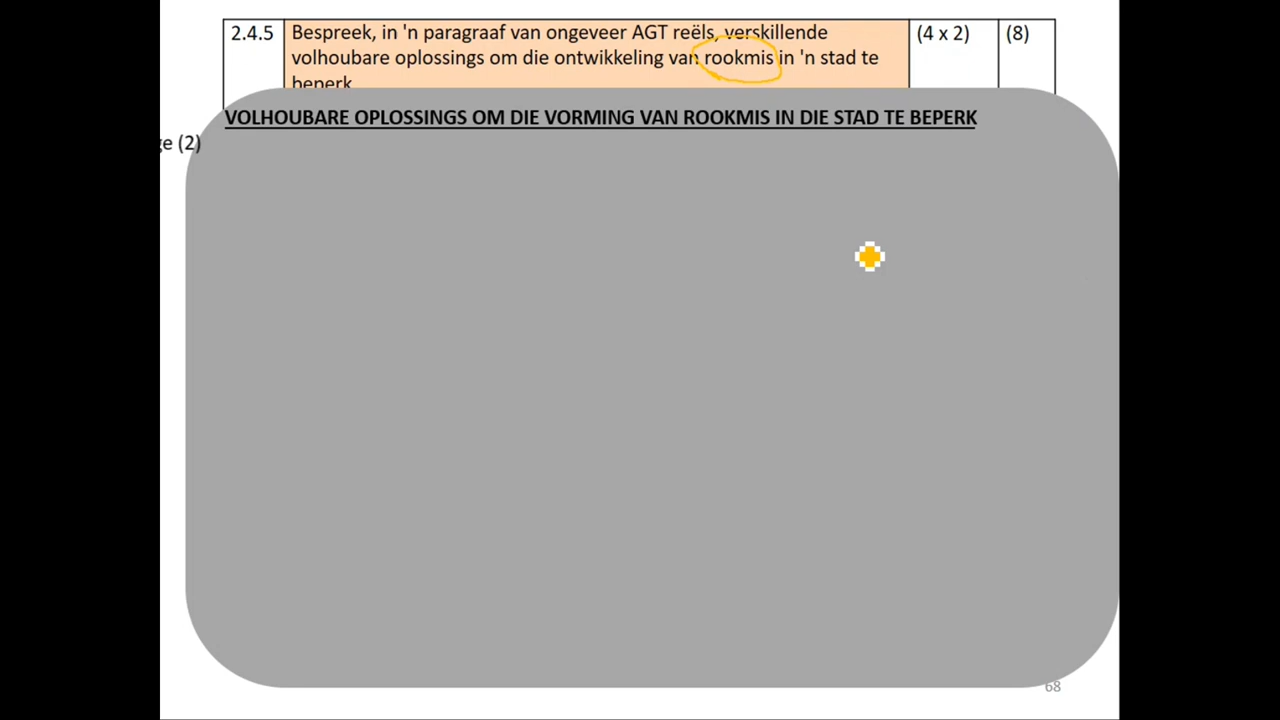 2.4.5 Bespreek, in 'n paragraaf van ongeveer AGT reëls, verskillende (4 x 2) (8)
volhoubare oplossings om die ontwikkeling van rookmis in 'n stad te
beperk
VOLHOUBARE OPLOSSINGS OM DIE VORMING VAN ROOKMIS IN DIE STAD TE BEPERK
(2)
68